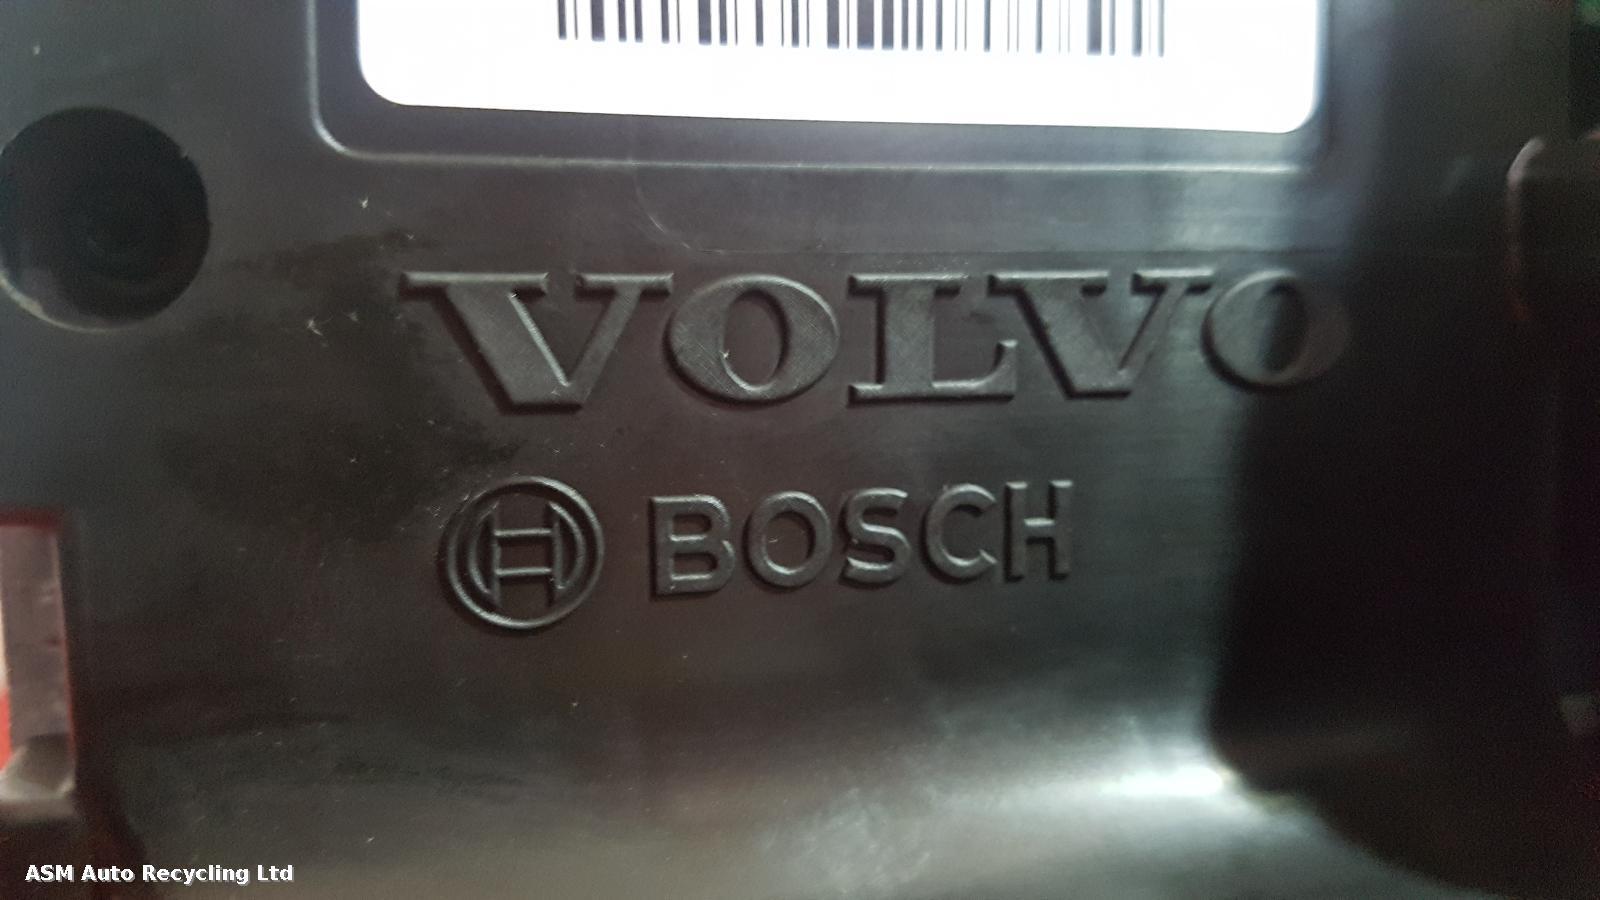 VOLVO
BOSCH
ASM Auto Recycling Ltd